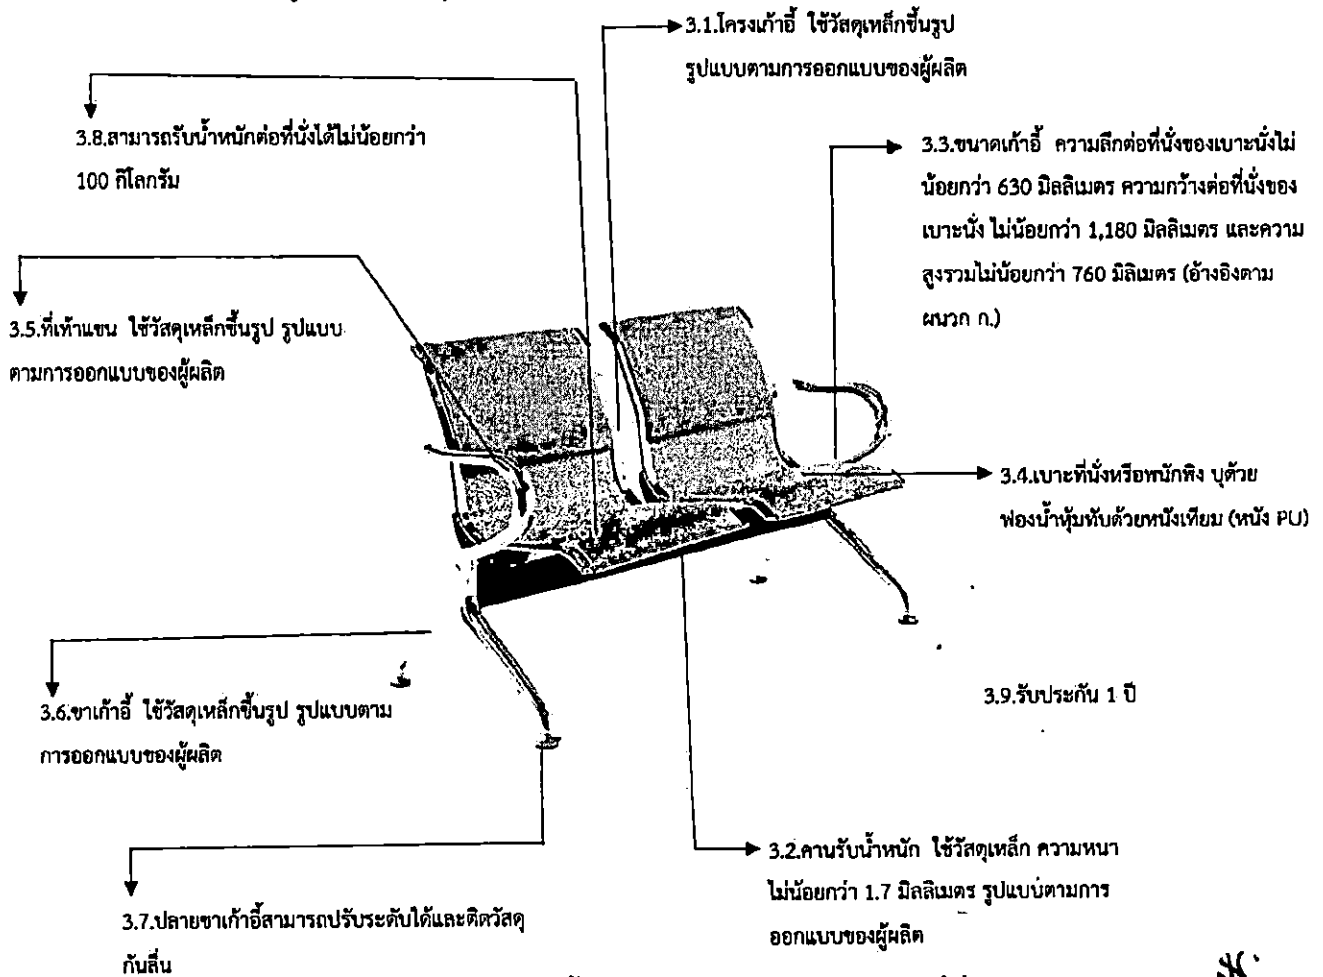 3.1.โครงเก้าอี้ ใช้วัสดุเหล็กขึ้นรูป
รูปแบบตามการออกแบบของผู้ผลิต
3.8.สามารถรับน้ำหนักต่อที่นั่งได้ไม่น้อยกว่า
100 กิโลกรัม
3.3.ขนาดเก้าอี้ ความลึกต่อที่นั่งของเบาะนั่งไม่
น้อยกว่า 630 มิลลิเมตร ความกว้างต่อที่นั่งของ
เบาะนั่ง ไม่น้อยกว่า 1,180 มิลลิเมตร และความ
สูงรวมไม่น้อยกว่า 760 มิลิเมตร (อ้างอิงตาม
ผนวก ก.)
3.5.ที่เท้าแขน ใช้วัสดุเหล็กขึ้นรูป รูปแบบ
ตามการออกแบบของผู้ผลิต
3.4.เบาะที่นั่งหรือพนักพิง บุด้วย
ฟองน้ำหุ้มทับด้วยหนังเทียม (หนัง PU)
3.6.ขาเก้าอี้ ใช้วัสดุเหล็กขึ้นรูป รูปแบบตาม
การออกแบบของผู้ผลิต
3.9.รับประกัน 1 ปี
3.2.คานรับน้ำหนัก ใช้วัสดุเหล็ก ความหนา
ไม่น้อยกว่า 1.7 มิลลิเมตร รูปแบบตามการ
ออกแบบของผู้ผลิต
3.7.ปลายขาเก้าอี้สามารถปรับระดับได้และติดวัสดุ
กันลื่น